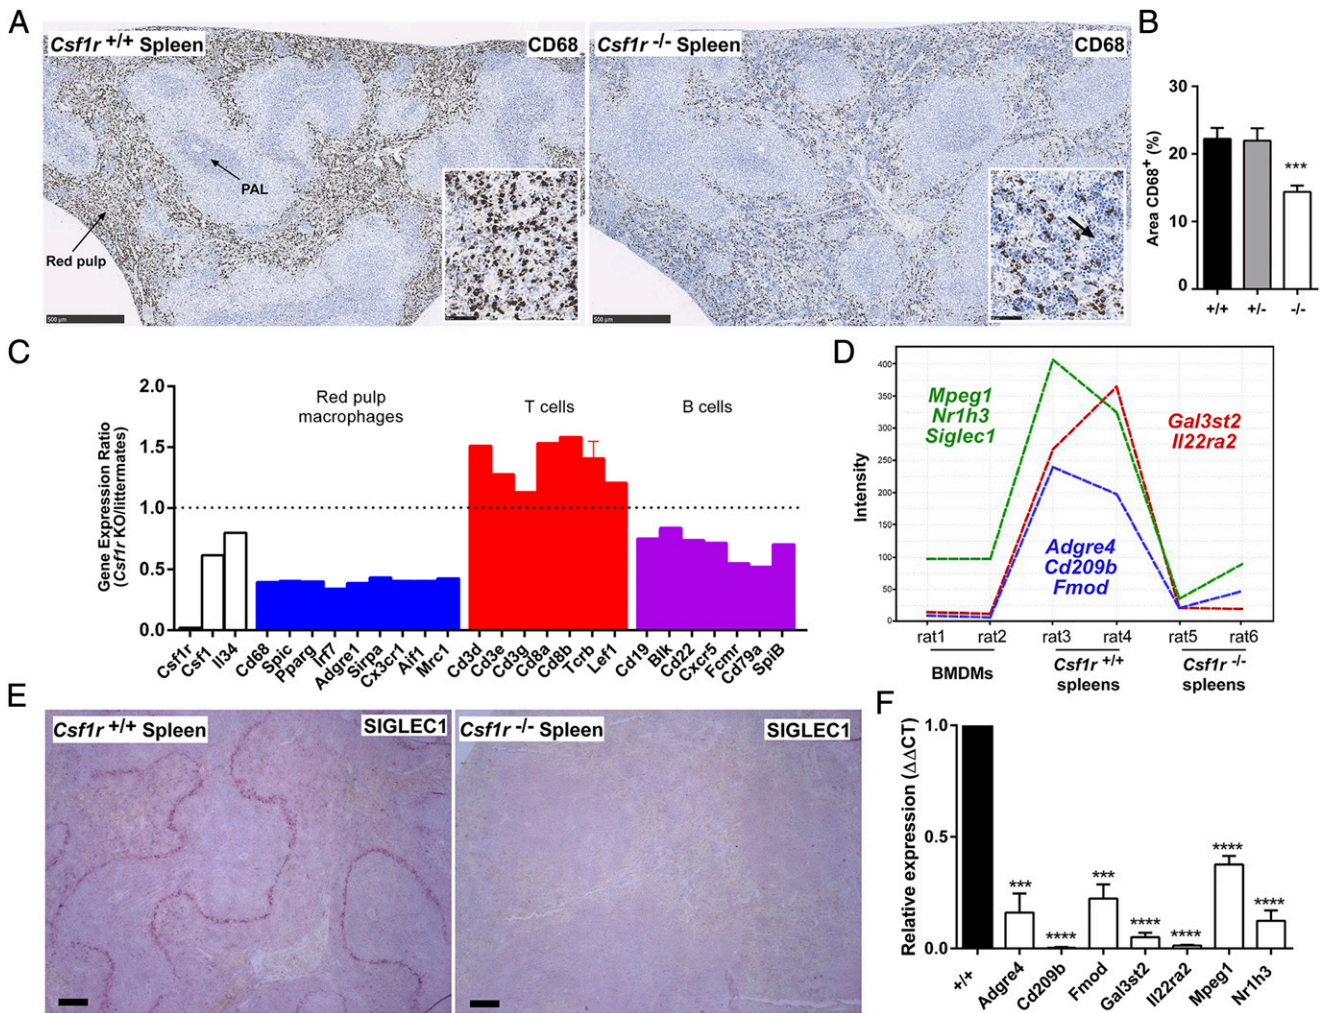 A
Csf1r +/+ Spleen
CD68
PAL
Red pulp
500 µm
Csf1r -/- Spleen
CD68
500 µm
B
Area CD68+ (%)
30
20
10
0
***
+/+ +/- -/-
C
Gene Expression Ratio
(Csf1r KO/littermates)
2.0
1.5
1.0
0.5
0.0
Red pulp
macrophages
T cells
B cells
Csf1r
Csf1
Il34
Cd68
Spic
Pparg
Irf7
Adgre1
Sirpa
Cx3cr1
Aif1
Mrc1
Cd3d
Cd3e
Cd3g
Cd8a
Cd8b
Tcrb
Lef1
Cd19
Blk
Cd22
Cxcr5
Fcmr
Cd79a
SpiB
D
Intensity
400
350
300
250
200
150
100
50
0
Mpeg1
Nr1h3
Siglec1
Gal3st2
Il22ra2
Adgre4
Cd209b
Fmod
rat1 rat2 rat3 rat4 rat5 rat6
BMDMs
Csf1r +/+
spleens
Csf1r -/-
spleens
E
Csf1r +/+ Spleen
SIGLEC1
Csf1r -/- Spleen
SIGLEC1
F
Relative expression (ΔΔCT)
1.0
0.5
0.0
***
****
***
****
****
****
****
+/+
Adgre4
Cd209b
Fmod
Gal3st2
Il22ra2
Mpeg1
Nr1h3